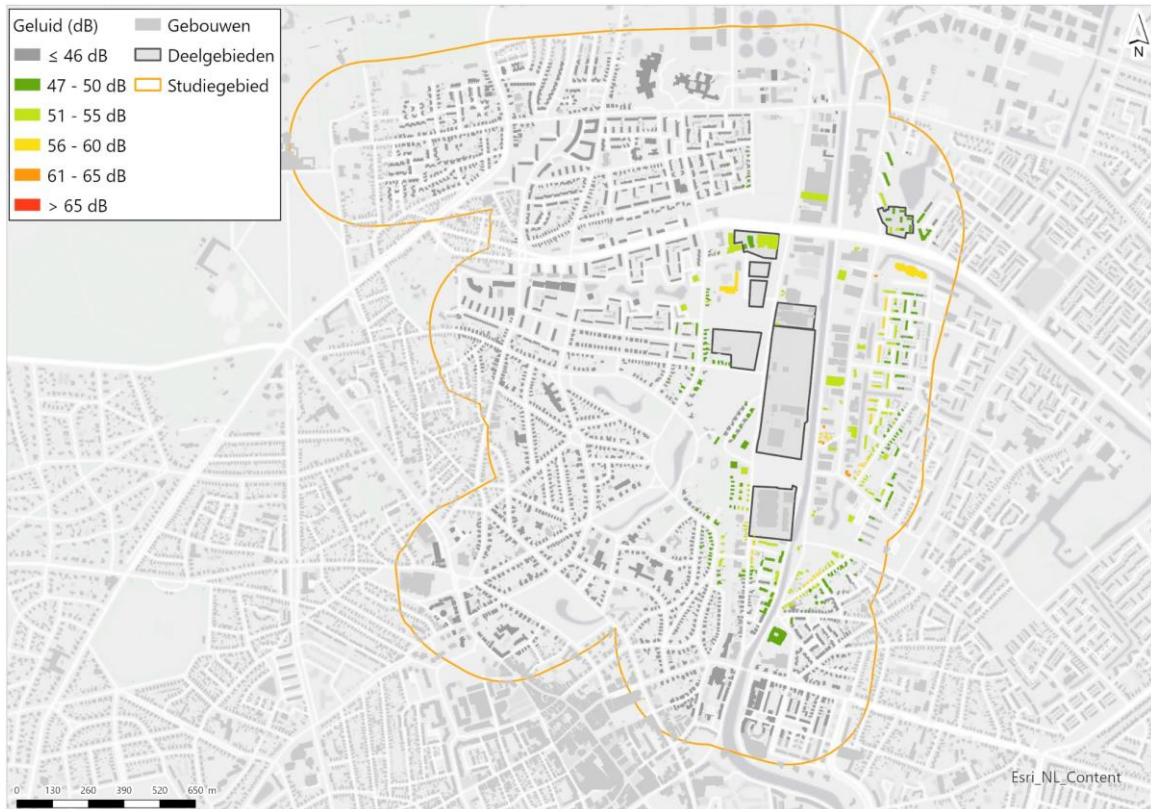 Geluid (dB)
≤ 46 dB
47 - 50 dB
51 - 55 dB
56 - 60 dB
61 - 65 dB
> 65 dB
Gebouwen
Deelgebieden
Studiegebied
N
Esri_NL_Content
0 130 260 390 520 650 m